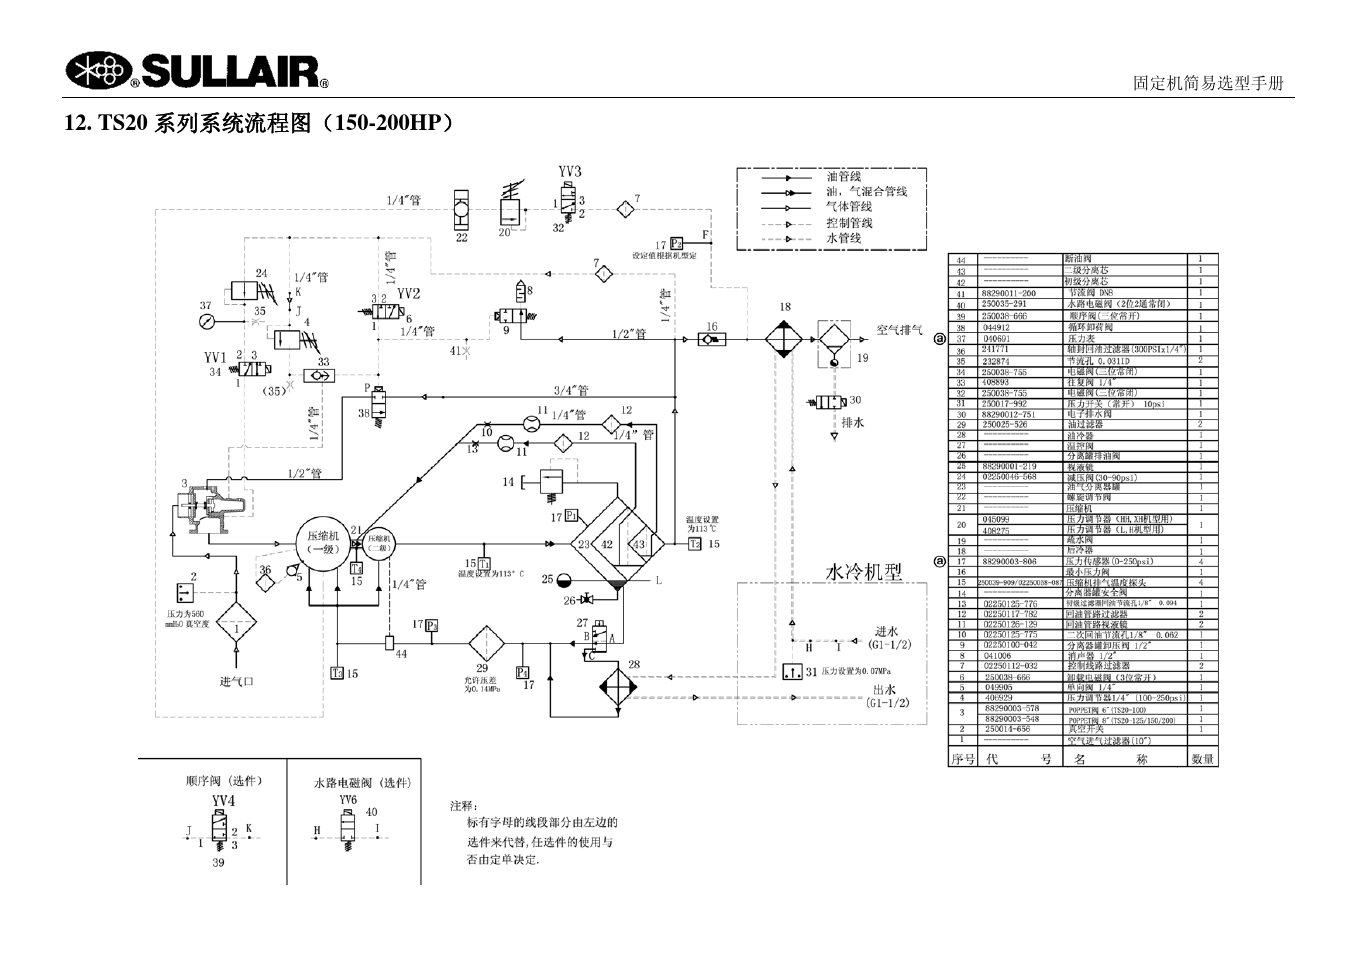 SULLAIR
固定机简易选型手册
12. TS20 系列系统流程图（150-200HP）
油管线
油，气混合管线
气体管线
控制管线
水管线
YV3
1/4"管
1 3
2
22
20
32
7
F
17 P2
设定值根据机型定
24
1/4"管
K
J
37
35
4
YV1
2 3
34
1
(35)
33
1/4"管
1/4"管
3 2
YV2
1
6
1/4"管
41
7
8
9
1/4"管
1/2"管
16
18
空气排气
19
30
排水
P
38
3/4"管
11
1/4"管
12
10
13
11
12
1/4" 管
1/2"管
3
14
17 P1
温度设置
为113℃
T2 15
压缩机
(一级)
21
压缩机
(二级)
T4
15
15 T1
温度设置为113°C
23
42
43
36
5
2
压力为560
mmH2O 真空度
1
进气口
1/4"管
25
L
26
水冷机型
17 P3
44
T3 15
29
允许压差
为0.14MPa
P4
17
27
B
A
C
28
进水
(G1-1/2)
H I
31 压力设置为0.07MPa
出水
(G1-1/2)
44 ---------- 断油阀 1
43 ---------- 二级分离芯 1
42 ---------- 初级分离芯 1
41 88290011-200 节流阀 DN8 1
40 250035-291 水路电磁阀（2位2通常闭） 1
39 250038-666 顺序阀(三位常开) 1
38 044912 循环卸荷阀 1
ⓐ 37 040691 压力表 1
36 241771 轴封回油过滤器(300PSIx1/4") 1
35 232874 节流孔 0.031ID 2
34 250038-755 电磁阀(三位常闭) 1
33 408893 往复阀 1/4" 1
32 250038-755 电磁阀(三位常闭) 1
31 250017-992 压力开关（常开） 10psi 1
30 88290012-751 电子排水阀 1
29 250025-526 油过滤器 2
28 ---------- 油冷器 1
27 ---------- 温控阀 1
26 ---------- 分离罐排油阀 1
25 88290001-219 视液镜 1
24 02250046-568 减压阀(30-90psi) 1
23 ---------- 油气分离器罐 1
22 ---------- 螺旋调节阀 1
21 ---------- 压缩机 1
20 045099 压力调节器（HH,XH机型用） 1
408275 压力调节器（L,H机型用）
19 ---------- 疏水阀 1
18 ---------- 后冷器 1
ⓐ 17 88290003-806 压力传感器(0-250psi) 4
16 最小压力阀 1
15 250039-909/02250058-087 压缩机排气温度探头 4
14 ---------- 分离器罐安全阀 1
13 02250125-776 初级过滤器回油节流孔1/8" 0.094 1
12 02250117-782 回油管路过滤器 2
11 02250126-129 回油管路视液镜 2
10 02250125-775 二次回油节流孔1/8" 0.062 1
9 02250100-042 分离器罐卸压阀 1/2" 1
8 041006 消声器 1/2" 1
7 02250112-032 控制线路过滤器 2
6 250038-666 卸载电磁阀（3位常开） 1
5 049905 单向阀 1/4" 1
4 406929 压力调节器1/4" (100-250psi) 1
3 88290003-578 POPPET阀 6"(TS20-100) 1
88290003-548 POPPET阀 8"(TS20-125/150/200) 1
2 250014-656 真空开关 1
1 ---------- 空气进气过滤器(10")
序号 代 号 名 称 数量
顺序阀（选件）
YV4
J
2
K
1
3
39
水路电磁阀（选件)
YV6
40
H
I
注释：
标有字母的线段部分由左边的
选件来代替,任选件的使用与
否由定单决定.